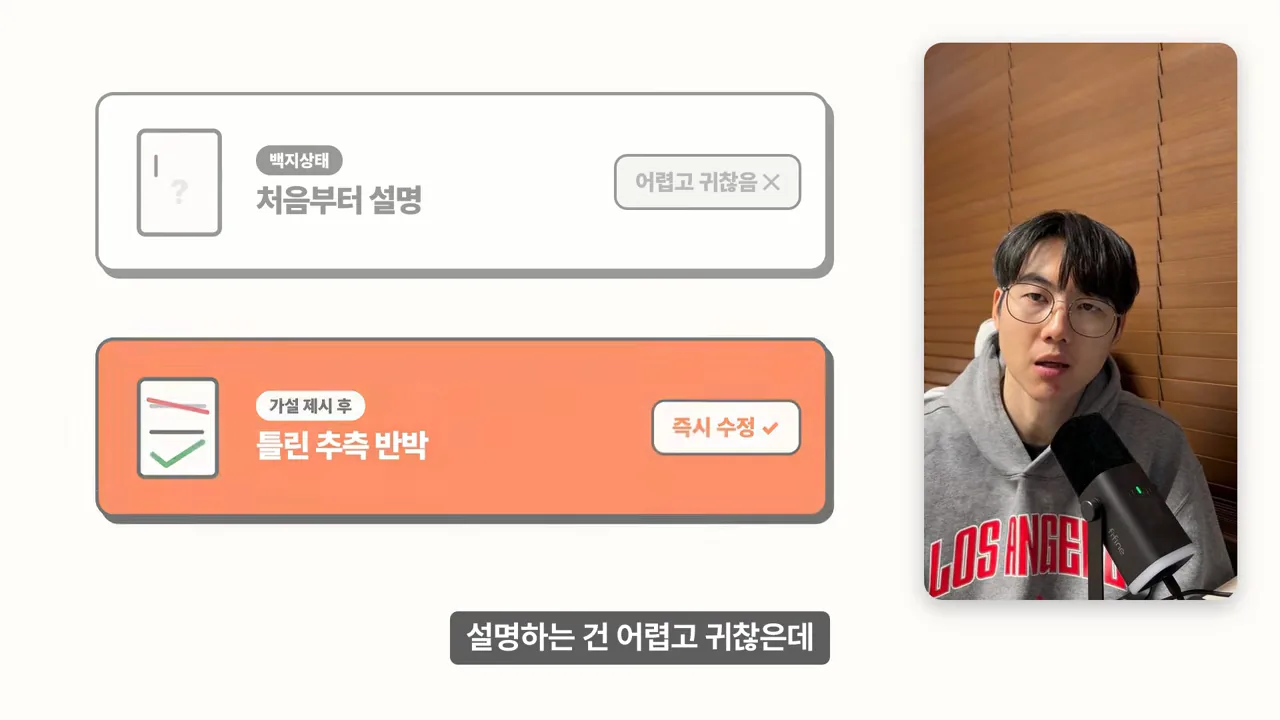 백지상태
처음부터 설명
어렵고 귀찮음
?
가설 제시 후
틀린 추측 반박
즉시 수정
LOS ANGEL
fifine
설명하는 건 어렵고 귀찮은데